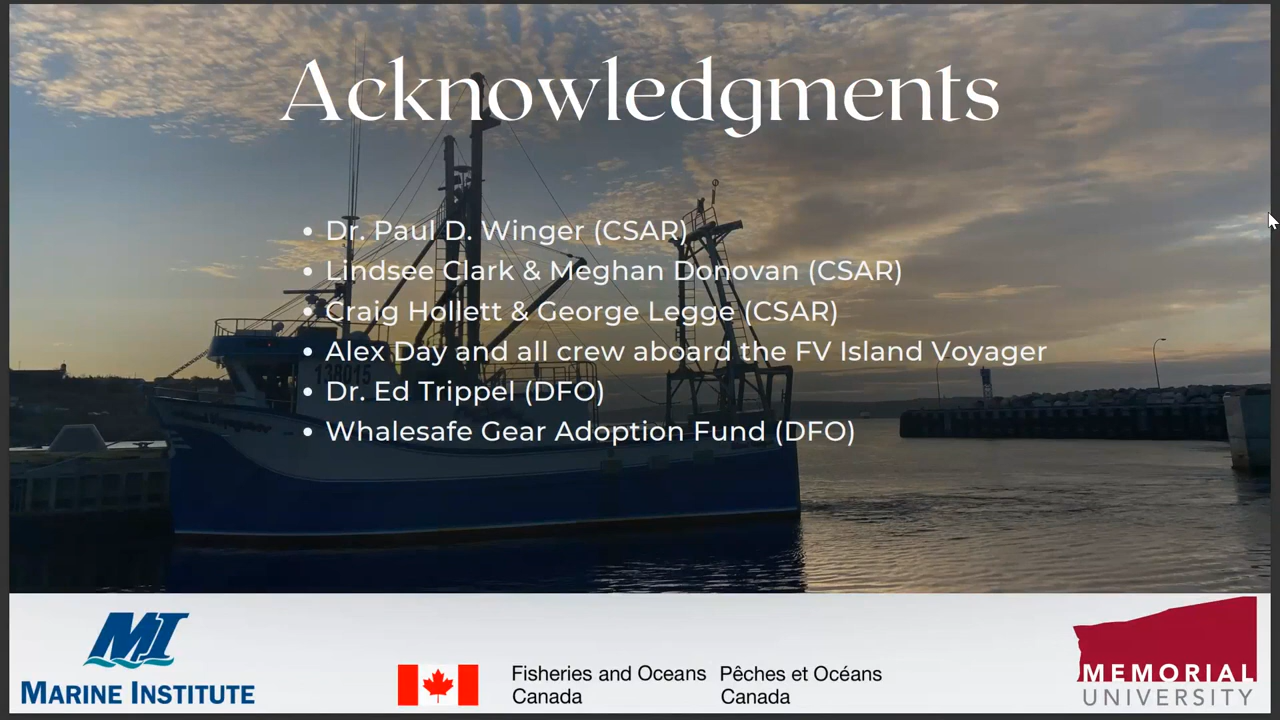 Acknowledgments
• Dr. Paul D. Winger (CSAR)
• Lindsee Clark & Meghan Donovan (CSAR)
• Craig Hollett & George Legge (CSAR)
• Alex Day and all crew aboard the FV Island Voyager
• Dr. Ed Trippel (DFO)
• Whalesafe Gear Adoption Fund (DFO)
138015
MI
MARINE INSTITUTE
Fisheries and Oceans
Canada
Pêches et Océans
Canada
MEMORIAL
UNIVERSITY